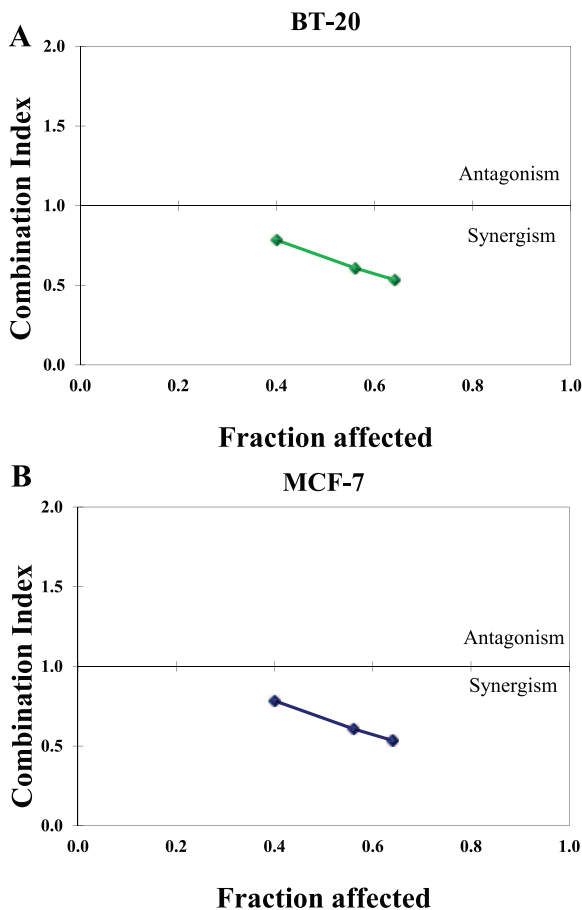 A
BT-20
2.0
1.5
1.0
0.5
0.0
Combination Index
Antagonism
Synergism
0.0 0.2 0.4 0.6 0.8 1.0
Fraction affected
B
MCF-7
2.0
1.5
1.0
0.5
0.0
Combination Index
Antagonism
Synergism
0.0 0.2 0.4 0.6 0.8 1.0
Fraction affected